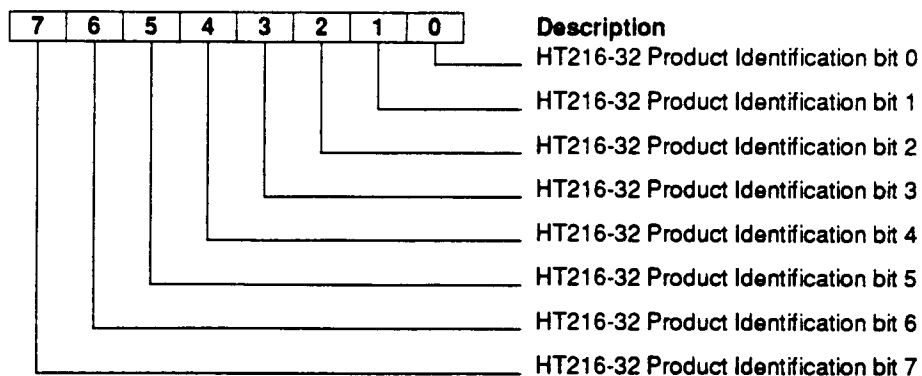 7 6 5 4 3 2 1 0 Description
HT216-32 Product Identification bit 0
HT216-32 Product Identification bit 1
HT216-32 Product Identification bit 2
HT216-32 Product Identification bit 3
HT216-32 Product Identification bit 4
HT216-32 Product Identification bit 5
HT216-32 Product Identification bit 6
HT216-32 Product Identification bit 7